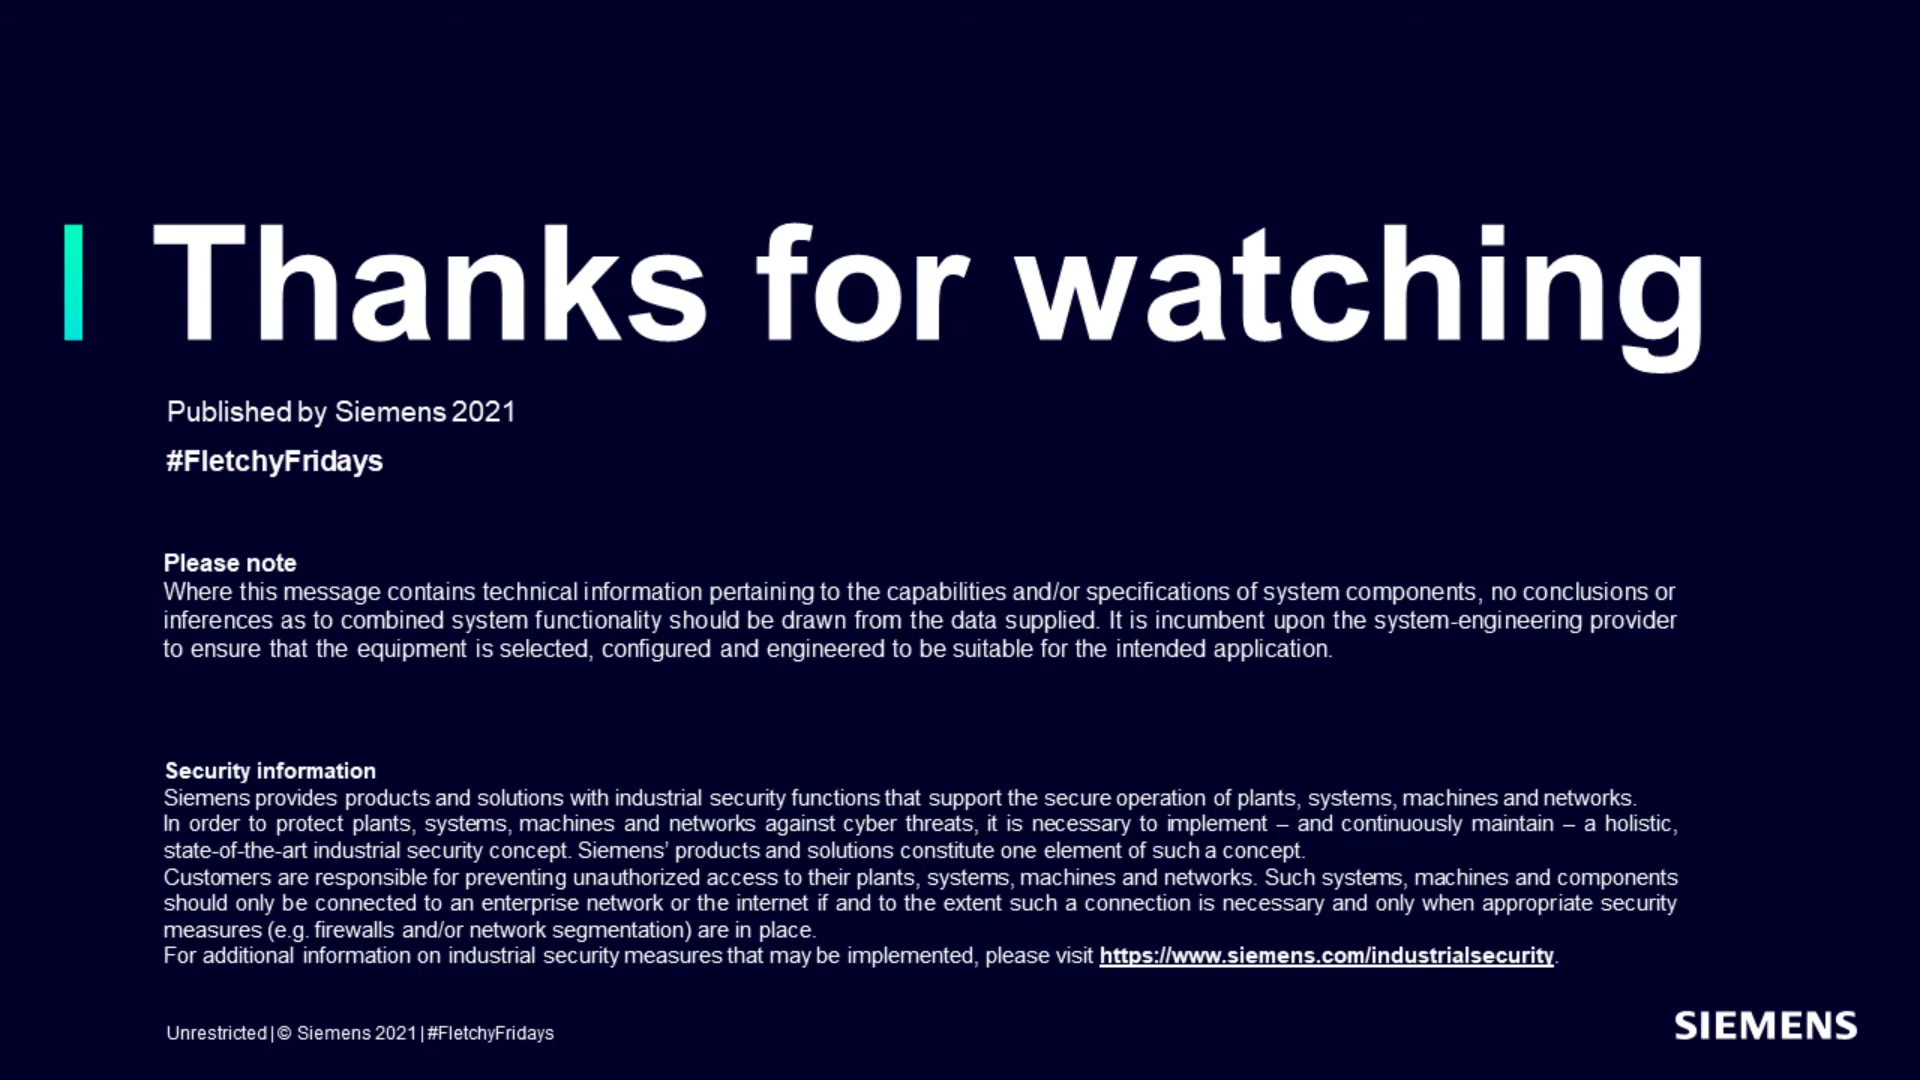 Thanks for watching
Published by Siemens 2021
#FletchyFridays
Please note
Where this message contains technical information pertaining to the capabilities and/or specifications of system components, no conclusions or
inferences as to combined system functionality should be drawn from the data supplied. It is incumbent upon the system-engineering provider
to ensure that the equipment is selected, configured and engineered to be suitable for the intended application.
Security information
Siemens provides products and solutions with industrial security functions that support the secure operation of plants, systems, machines and networks.
In order to protect plants, systems, machines and networks against cyber threats, it is necessary to implement – and continuously maintain – a holistic,
state-of-the-art industrial security concept. Siemens’ products and solutions constitute one element of such a concept.
Customers are responsible for preventing unauthorized access to their plants, systems, machines and networks. Such systems, machines and components
should only be connected to an enterprise network or the internet if and to the extent such a connection is necessary and only when appropriate security
measures (e.g. firewalls and/or network segmentation) are in place.
For additional information on industrial security measures that may be implemented, please visit https://www.siemens.com/industrialsecurity.
Unrestricted | © Siemens 2021 | #FletchyFridays
SIEMENS